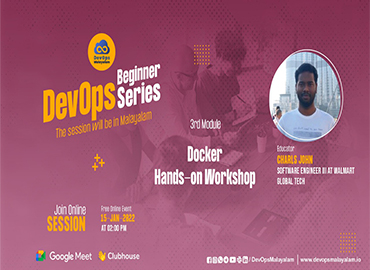 DevOps
Malayalam
DevOps
Beginner
Series
The session will be in Malayalam
3rd Module
Docker
Hands-on Workshop
Educator
CHARLS JOHN
SOFTWARE ENGINEER III AT WALMART
GLOBAL TECH
Join Online
SESSION
Free Online Event
15-JAN-2022
AT 02:00 PM
Google Meet
Clubhouse
/DevOpsMalayalam
www.devopsmalayalam.io